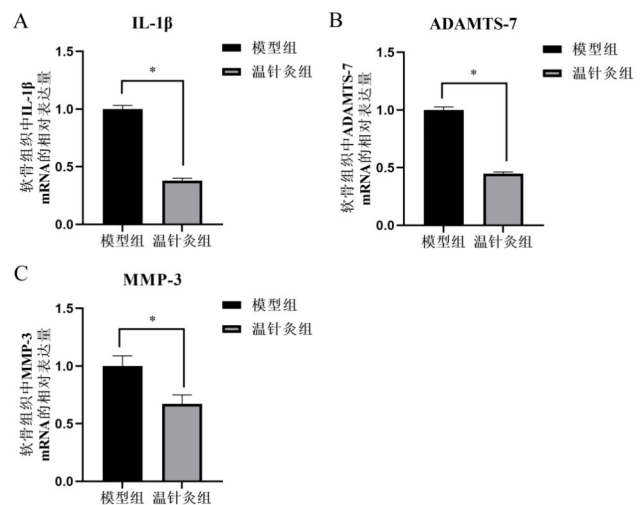 A
IL-1β
软骨组织中IL-1β
mRNA的相对表达量
1.5
1.0
0.5
0.0
*
模型组
温针灸组
模型组
温针灸组
B
ADAMTS-7
软骨组织中ADAMTS-7
mRNA的相对表达量
1.5
1.0
0.5
0.0
*
模型组
温针灸组
模型组
温针灸组
C
MMP-3
软骨组织中MMP-3
mRNA的相对表达量
1.5
1.0
0.5
0.0
*
模型组
温针灸组
模型组
温针灸组